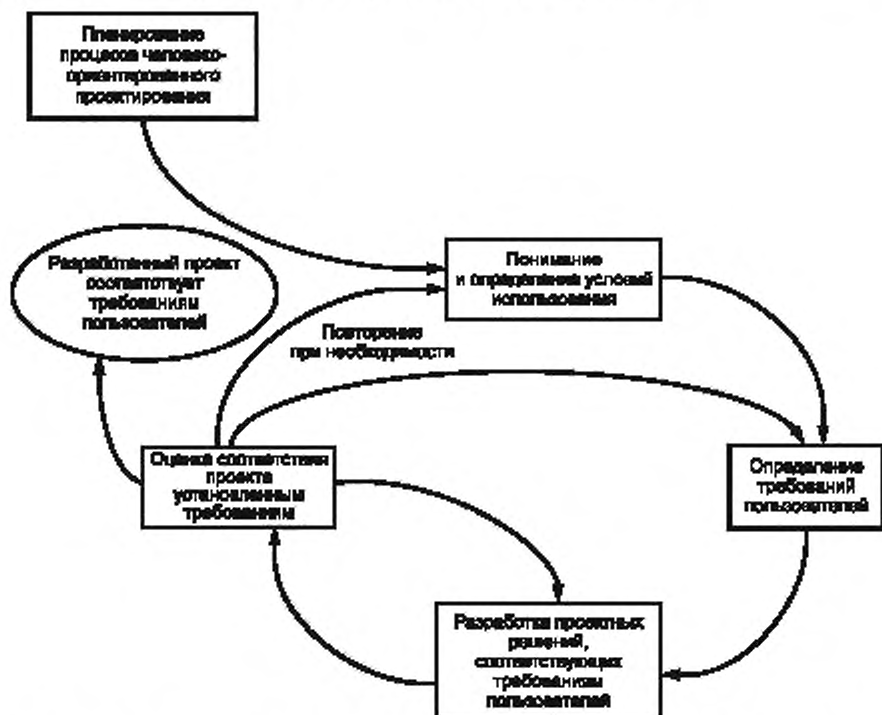 Планирование
процесса человеко-
ориентированного
проектирования
Понимание
и определение условий
использования
Разработанный проект
соответствует
требованиям
пользователей
Повторение
при необходимости
Оценка соответствия
проекта
установленным
требованиям
Определение
требований
пользователей
Разработка проектных
решений,
соответствующих
требованиям
пользователей